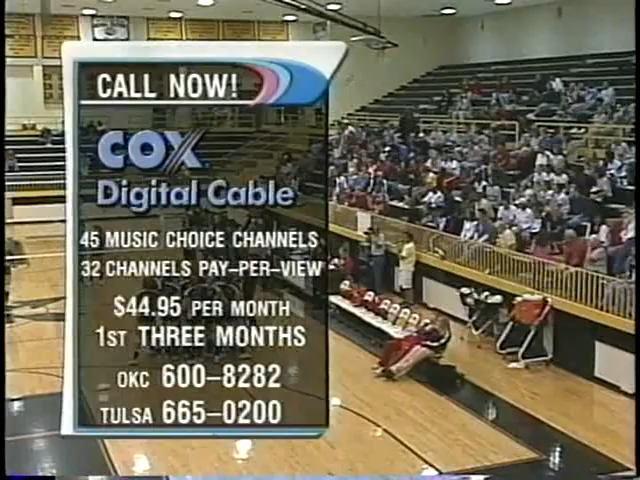 CALL NOW!
COX
Digital Cable
45 MUSIC CHOICE CHANNELS
32 CHANNELS PAY-PER-VIEW
$44.95 PER MONTH
1ST THREE MONTHS
OKC 600-8282
TULSA 665-0200